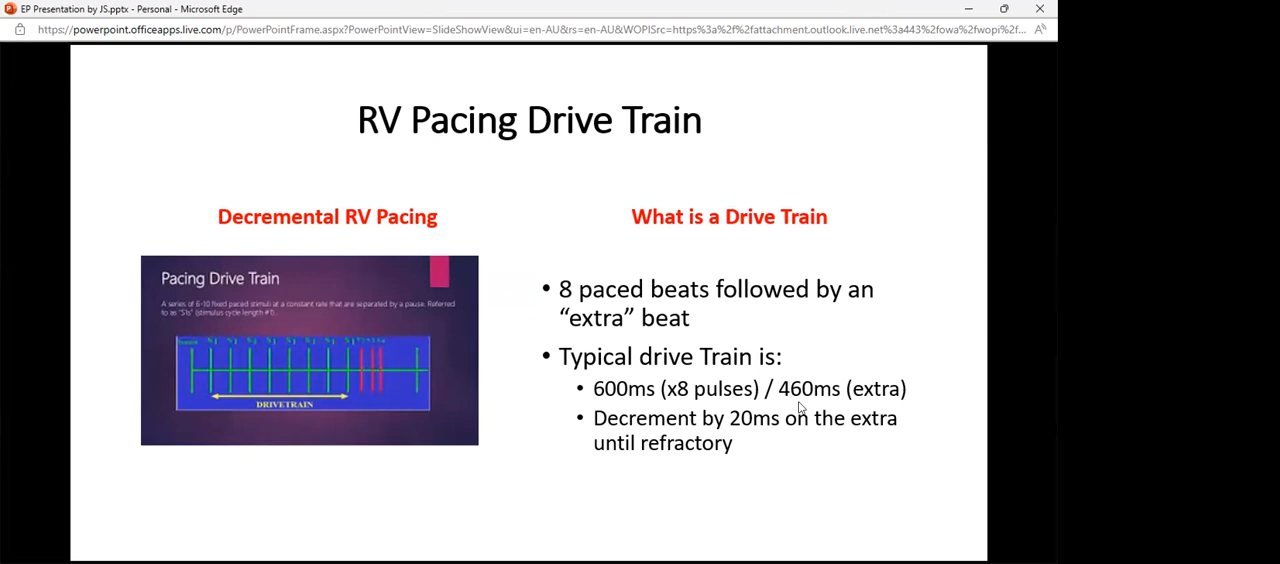 EP Presentation by JS.pptx - Personal - Microsoft Edge
https://powerpoint.officeapps.live.com/p/PowerPointFrame.aspx?PowerPointView=SlideShowView&ui=en-AU&rs=en-AU&WOPISrc=https%3a%2f%2fattachment.outlook.live.net%3a443%2fowa%2fwopi%2f...
RV Pacing Drive Train
Decremental RV Pacing
Pacing Drive Train
A series of 6-10 fixed paced stimuli at a constant rate that are separated by a pause. Referred
to as "S1s" (stimulus cycle length #1).
DRIVETRAIN
What is a Drive Train
• 8 paced beats followed by an
“extra” beat
• Typical drive Train is:
• 600ms (x8 pulses) / 460ms (extra)
• Decrement by 20ms on the extra
until refractory